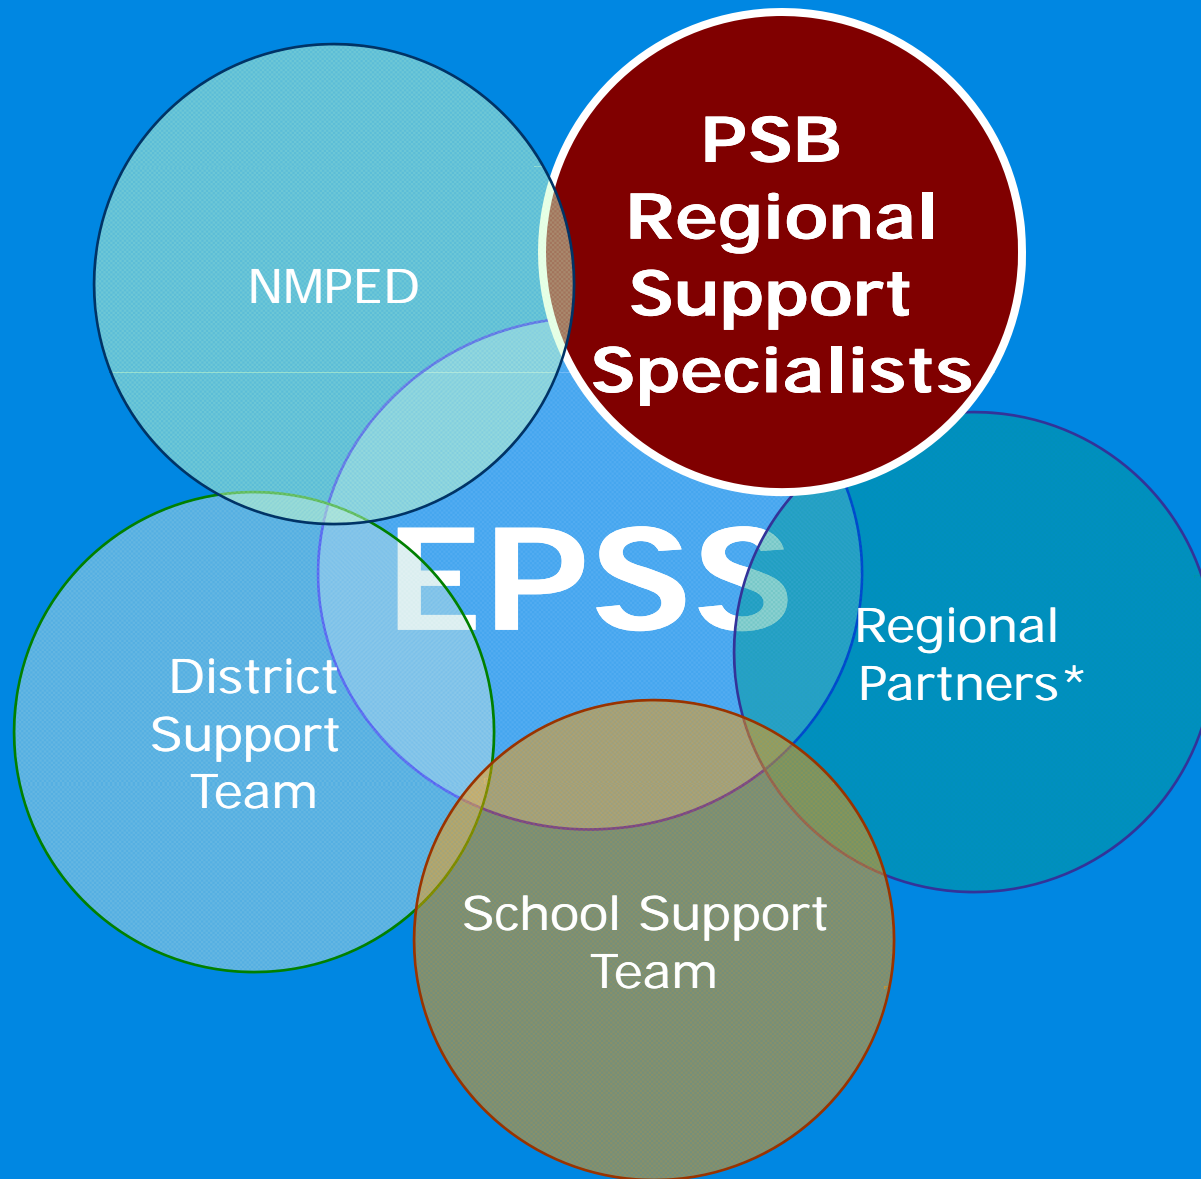 PSB
Regional
Support
Specialists
NMPED
EPSS
Regional
Partners*
District
Support
Team
School Support
Team